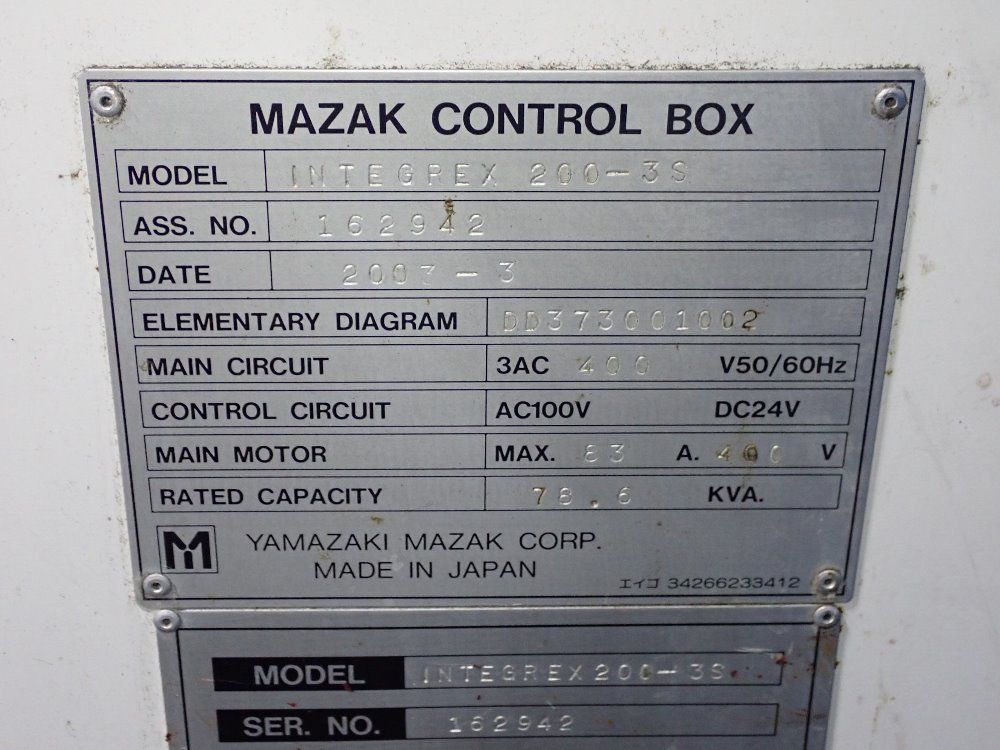 MAZAK CONTROL BOX
MODEL INTEGREX 200-3S
ASS. NO. 162942
DATE 2003-3
ELEMENTARY DIAGRAM DD373001002
MAIN CIRCUIT 3AC 400 V50/60Hz
CONTROL CIRCUIT AC100V DC24V
MAIN MOTOR MAX. 83 A. 400 V
RATED CAPACITY 78.6 KVA.
YAMAZAKI MAZAK CORP.
MADE IN JAPAN
エイコ 34266233412
MODEL INTEGREX200-3S
SER. NO. 162942